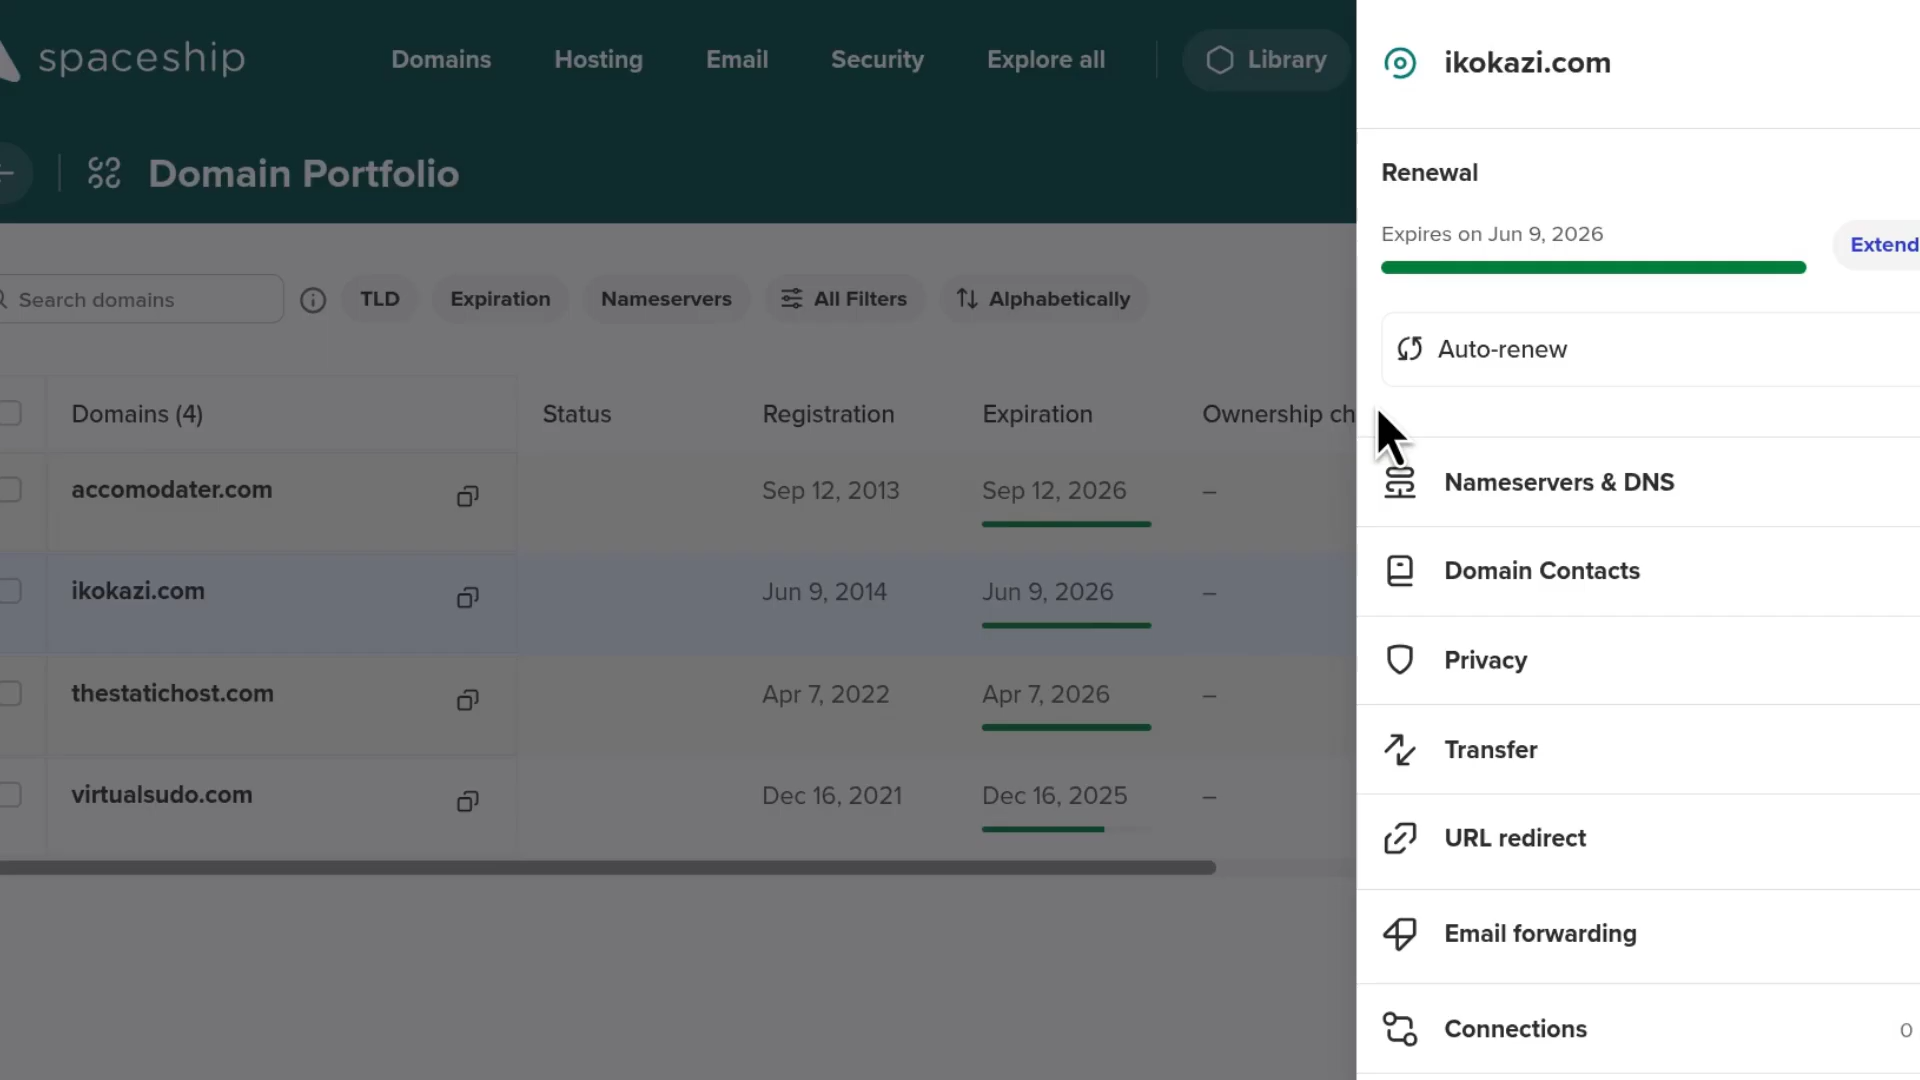 spaceship
Domains
Hosting
Email
Security
Explore all
Library
Domain Portfolio
Search domains
TLD
Expiration
Nameservers
All Filters
Alphabetically
Domains (4)
Status
Registration
Expiration
Ownership ch
accomodater.com
Sep 12, 2013
Sep 12, 2026
–
ikokazi.com
Jun 9, 2014
Jun 9, 2026
–
thestatichost.com
Apr 7, 2022
Apr 7, 2026
–
virtualsudo.com
Dec 16, 2021
Dec 16, 2025
–
ikokazi.com
Renewal
Expires on Jun 9, 2026
Extend
Auto-renew
Nameservers & DNS
Domain Contacts
Privacy
Transfer
URL redirect
Email forwarding
Connections
0